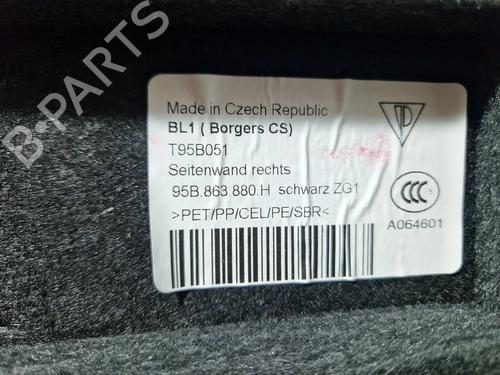 Made in Czech Republic
BL1 ( Borgers CS)
T95B051
Seitenwand rechts
95B.863 880.H schwarz ZG1
>PET/PP/CEL/PE/SBR<
CCC
A064601
B-PARTS